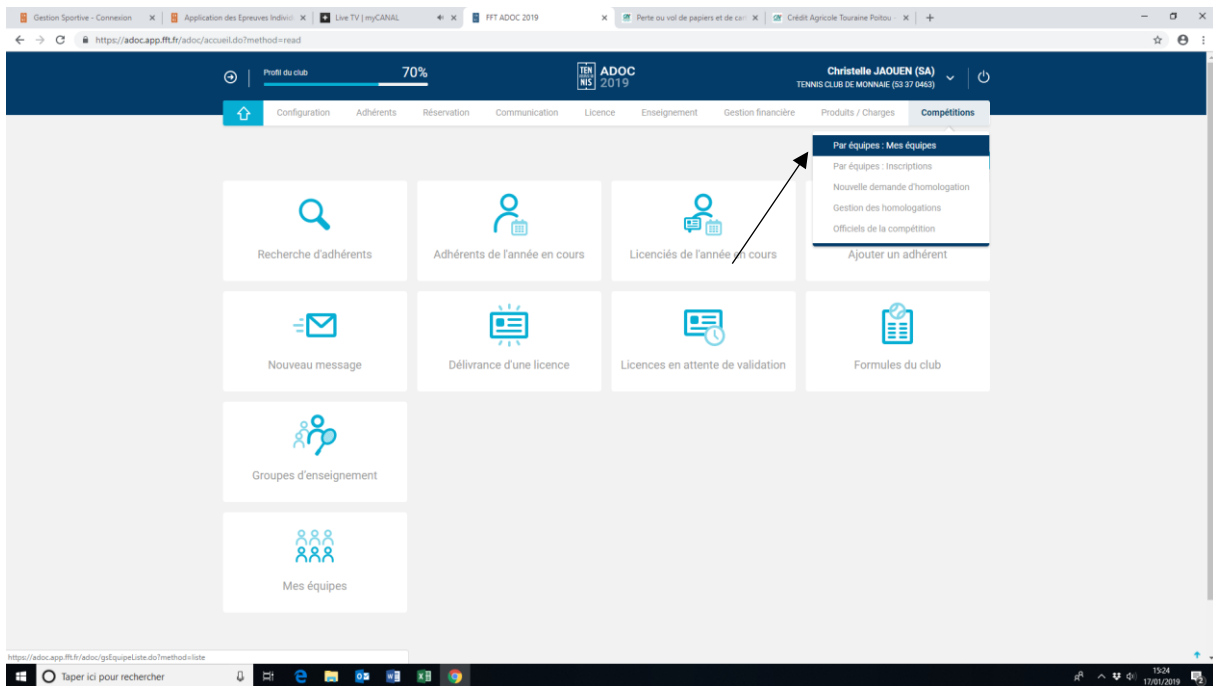 Gestion Sportive - Connexion
Application des Epreuves Individ
Live TV | myCANAL
FFT ADOC 2019
Perte ou vol de papiers et de car
Crédit Agricole Touraine Poitou -
https://adoc.app.fft.fr/adoc/accueil.do?method=read
Profil du club 70%
TEN NIS
ADOC
2019
Christelle JAOUEN (SA)
TENNIS CLUB DE MONNAIE (53 37 0463)
Configuration Adhérents Réservation Communication Licence Enseignement Gestion financière Produits / Charges Compétitions
Par équipes : Mes équipes
Par équipes : Inscriptions
Nouvelle demande d'homologation
Gestion des homologations
Officiels de la compétition
Recherche d'adhérents
Adhérents de l'année en cours
Licenciés de l'année en cours
Ajouter un adhérent
Nouveau message
Délivrance d'une licence
Licences en attente de validation
Formules du club
Groupes d'enseignement
Mes équipes
https://adoc.app.fft.fr/adoc/gsEquipeListe.do?method=liste
Taper ici pour rechercher
15:24
17/01/2019